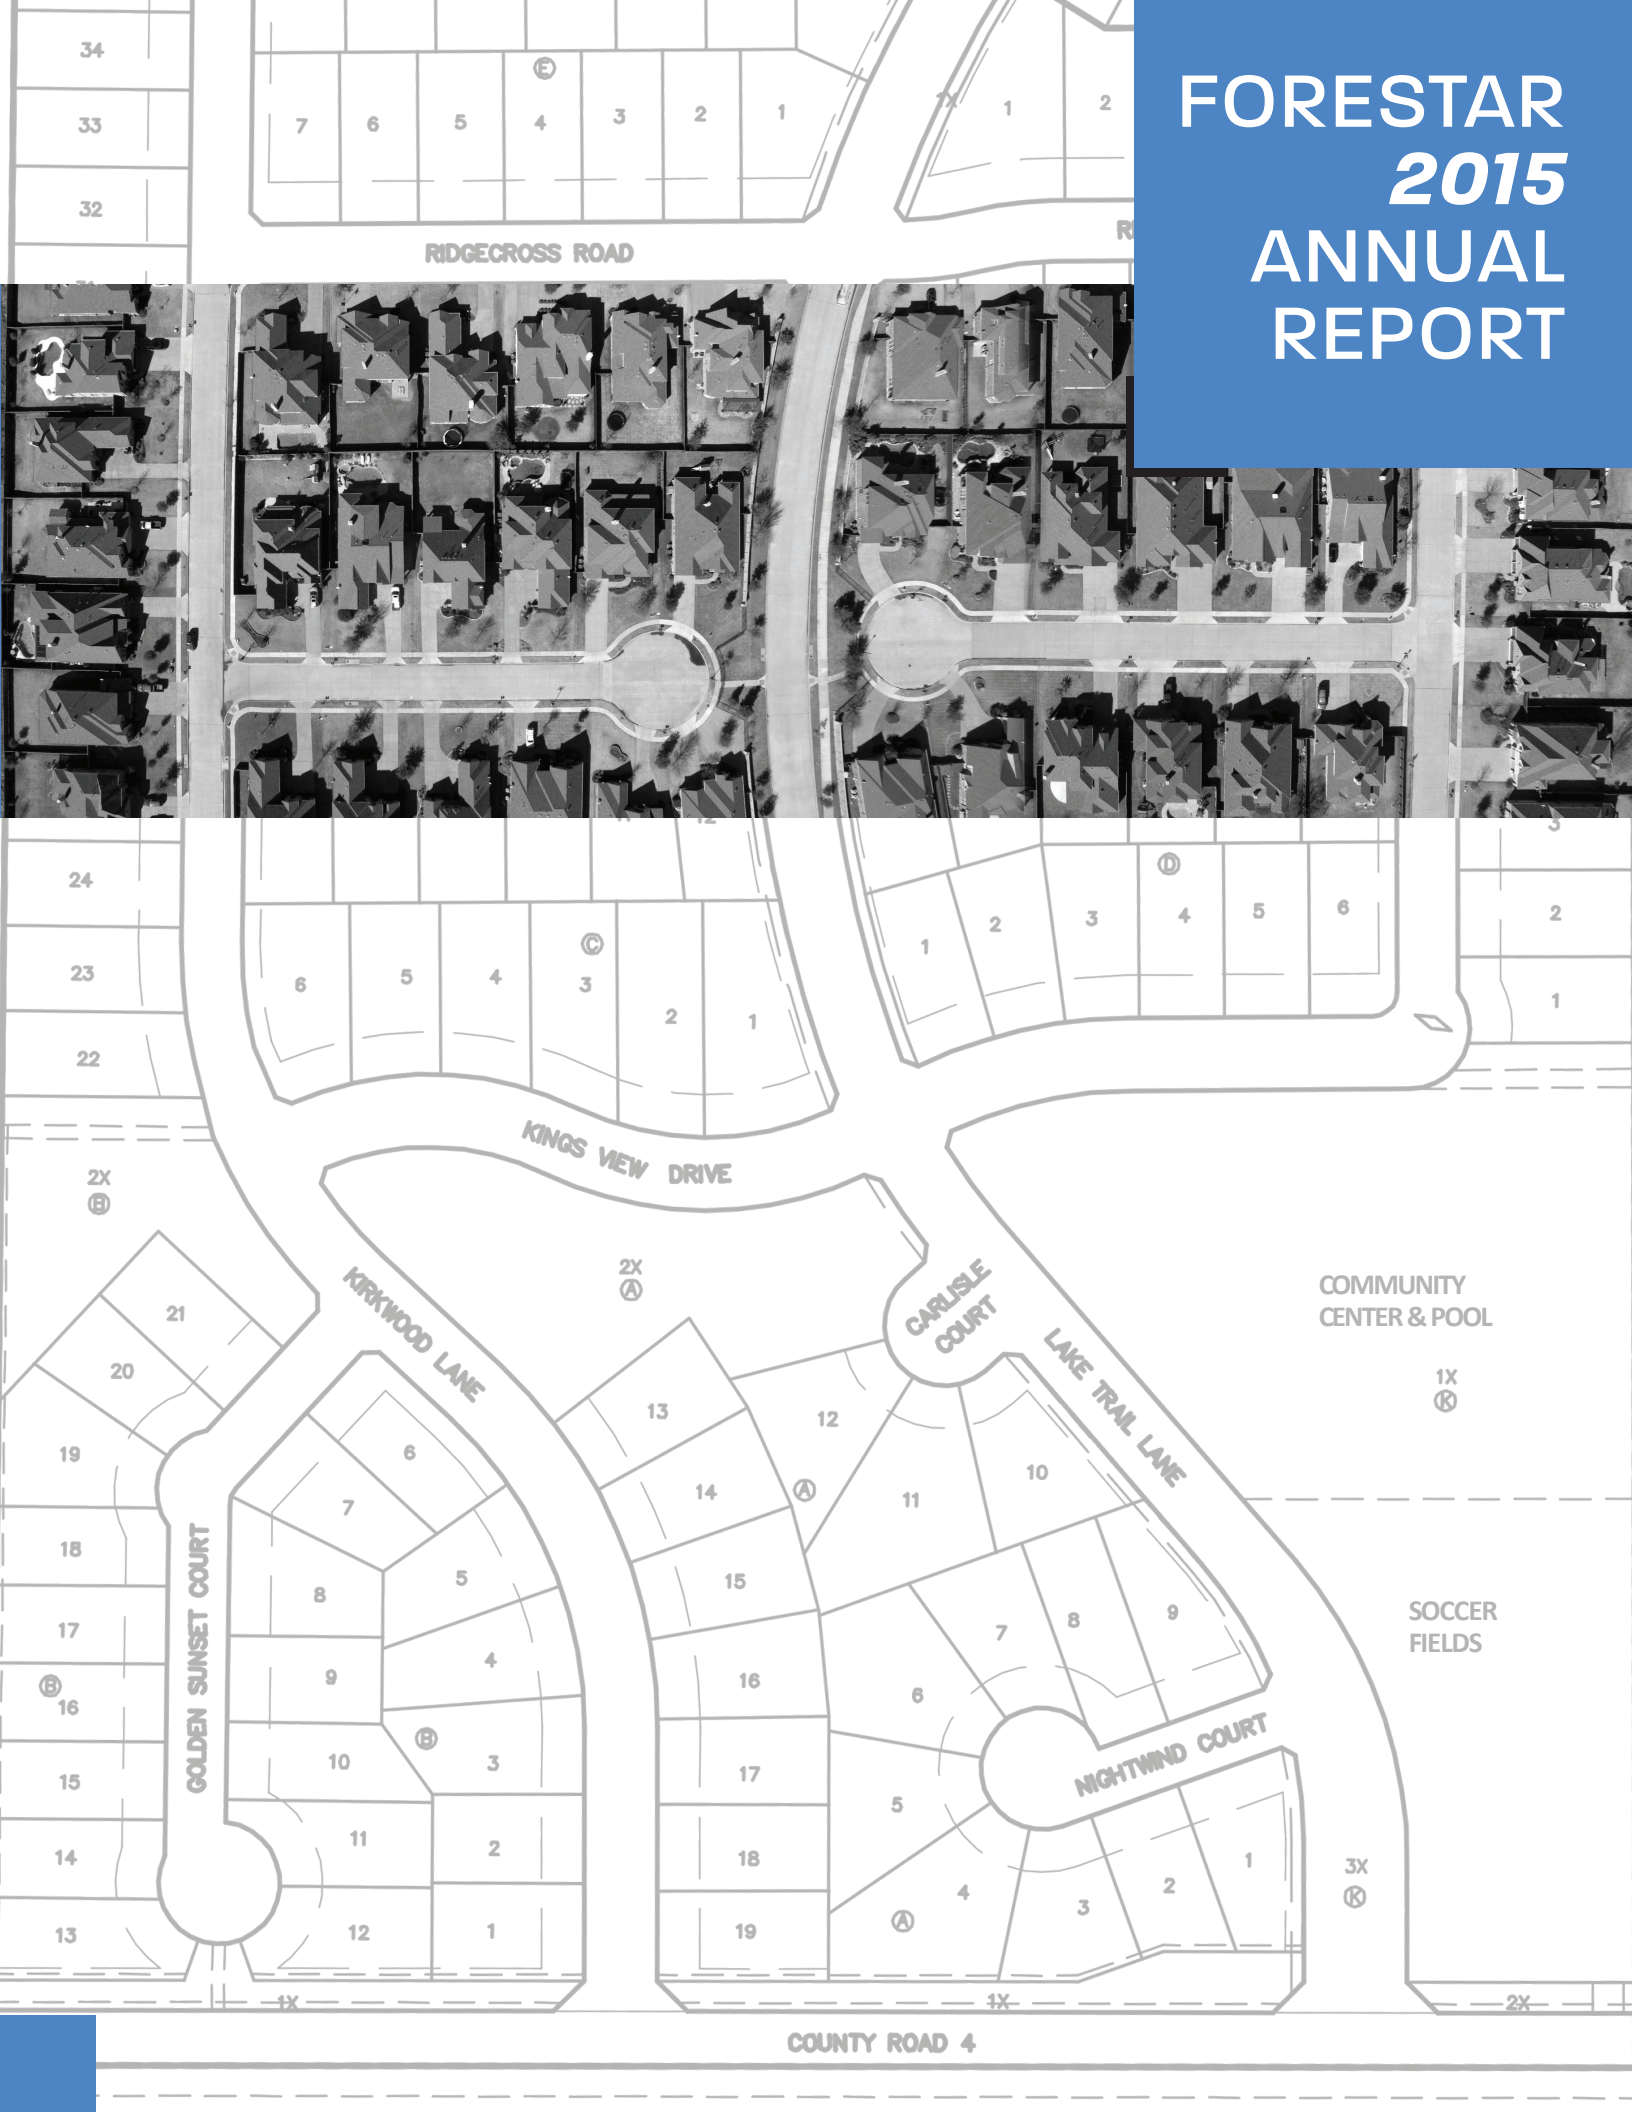 FORESTAR
2015
ANNUAL
REPORT
34
33
32
E
7 6 5 4 3 2 1
1X
1 2
RIDGECROSS ROAD
24
23
22
C
6 5 4 3 2 1
12
D
1 2 3 4 5 6
3
2
1
KINGS VIEW DRIVE
2X
B
2X
A
KIRKWOOD LANE
CARLISLE
COURT
LAKE TRAIL LANE
COMMUNITY
CENTER & POOL
1X
K
SOCCER
FIELDS
21
20
19
18
17
B
16
15
14
13
GOLDEN SUNSET COURT
6
7
5
8
4
9
B
10
3
11
2
12
1
13
12
14
A
11
10
15
16
17
18
19
9
8
7
6
5
4
3
2
1
A
NIGHTWIND COURT
3X
K
1X
1X
2X
COUNTY ROAD 4